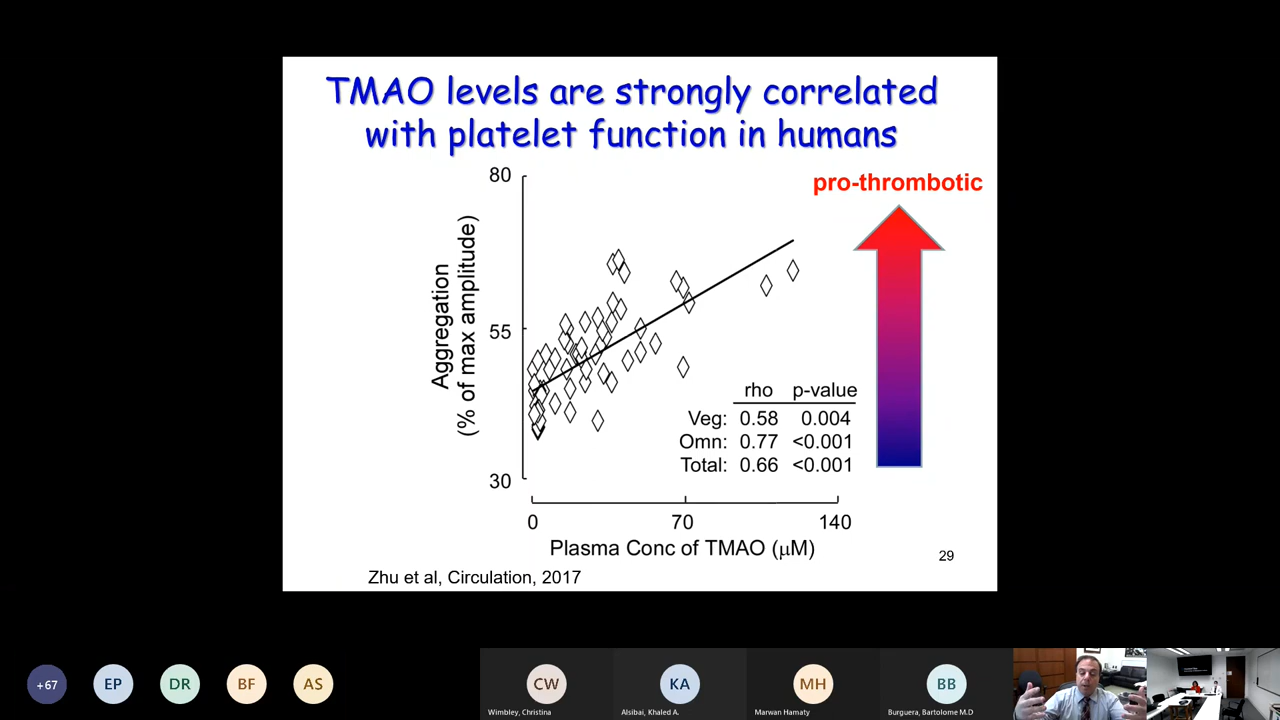 TMAO levels are strongly correlated
with platelet function in humans
pro-thrombotic
80
55
30
Aggregation
(% of max amplitude)
rho p-value
Veg: 0.58 0.004
Omn: 0.77 <0.001
Total: 0.66 <0.001
0 70 140
Plasma Conc of TMAO (μM)
29
Zhu et al, Circulation, 2017
+67 EP DR BF AS
CW KA MH BB
Wimbley, Christina
Alsibai, Khaled A.
Marwan Hamaty
Burguera, Bartolome M.D